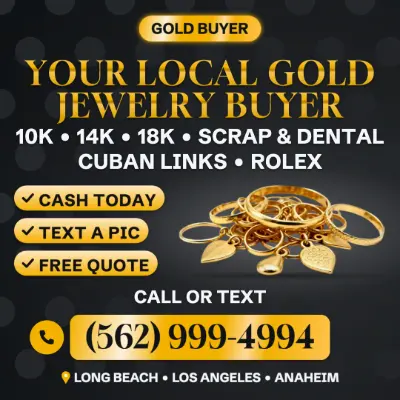 GOLD BUYER
YOUR LOCAL GOLD
JEWELRY BUYER
10K • 14K • 18K • SCRAP & DENTAL
CUBAN LINKS • ROLEX
CASH TODAY
TEXT A PIC
FREE QUOTE
CALL OR TEXT
(562) 999-4994
LONG BEACH • LOS ANGELES • ANAHEIM